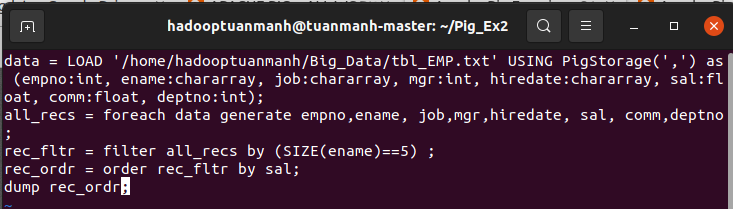 hadooptuanmanh@tuanmanh-master: ~/Pig_Ex2
data = LOAD '/home/hadooptuanmanh/Big_Data/tbl_EMP.txt' USING PigStorage(',') as
(empno:int, ename:chararray, job:chararray, mgr:int, hiredate:chararray, sal:fl
oat, comm:float, deptno:int);
all_recs = foreach data generate empno,ename, job,mgr,hiredate, sal, comm,deptno
;
rec_fltr = filter all_recs by (SIZE(ename)==5) ;
rec_ordr = order rec_fltr by sal;
dump rec_ordr;
~